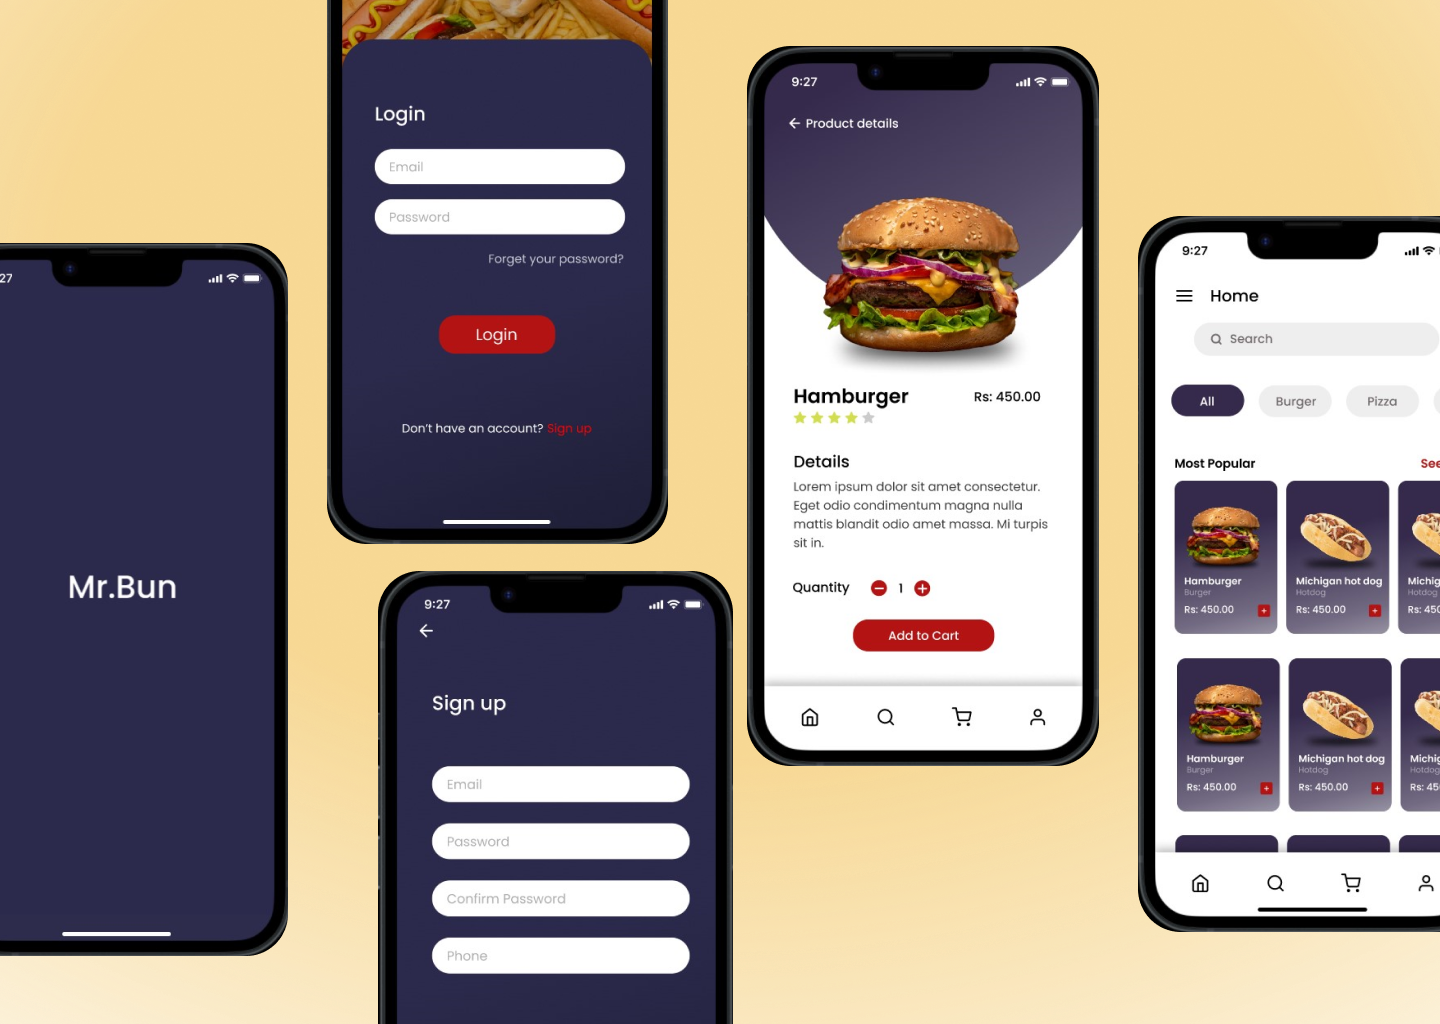 27
Mr.Bun
Login
Email
Password
Forget your password?
Login
Don't have an account? Sign up
9:27
Sign up
Email
Password
Confirm Password
Phone
9:27
Product details
Hamburger
Rs: 450.00
Details
Lorem ipsum dolor sit amet consectetur.
Eget odio condimentum magna nulla
mattis blandit odio amet massa. Mi turpis
sit in.
Quantity
1
Add to Cart
9:27
Home
Search
All
Burger
Pizza
Most Popular
See
Hamburger
Burger
Rs: 450.00
Michigan hot dog
Hotdog
Rs: 450.00
Michig
Hotdog
Rs: 450
Hamburger
Burger
Rs: 450.00
Michigan hot dog
Hotdog
Rs: 450.00
Michig
Hotdog
Rs: 45